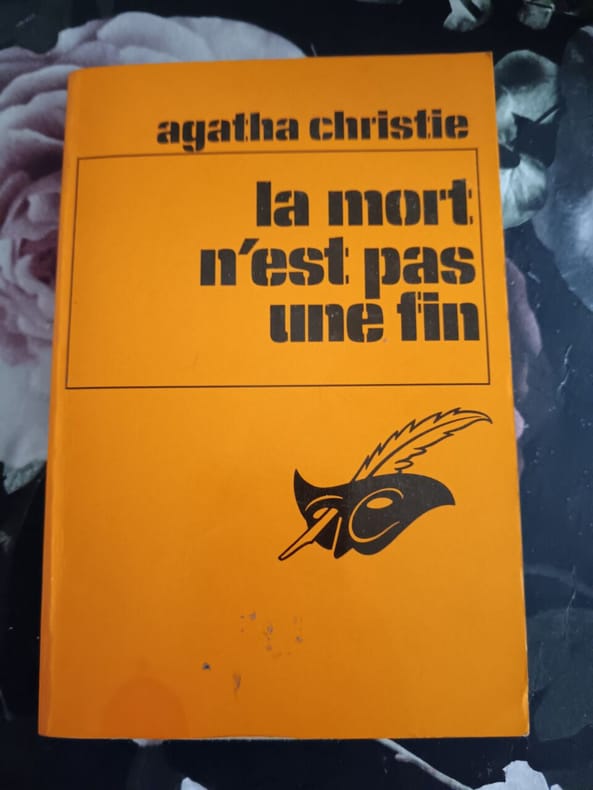 agatha christie
la mort
n'est pas
une fin